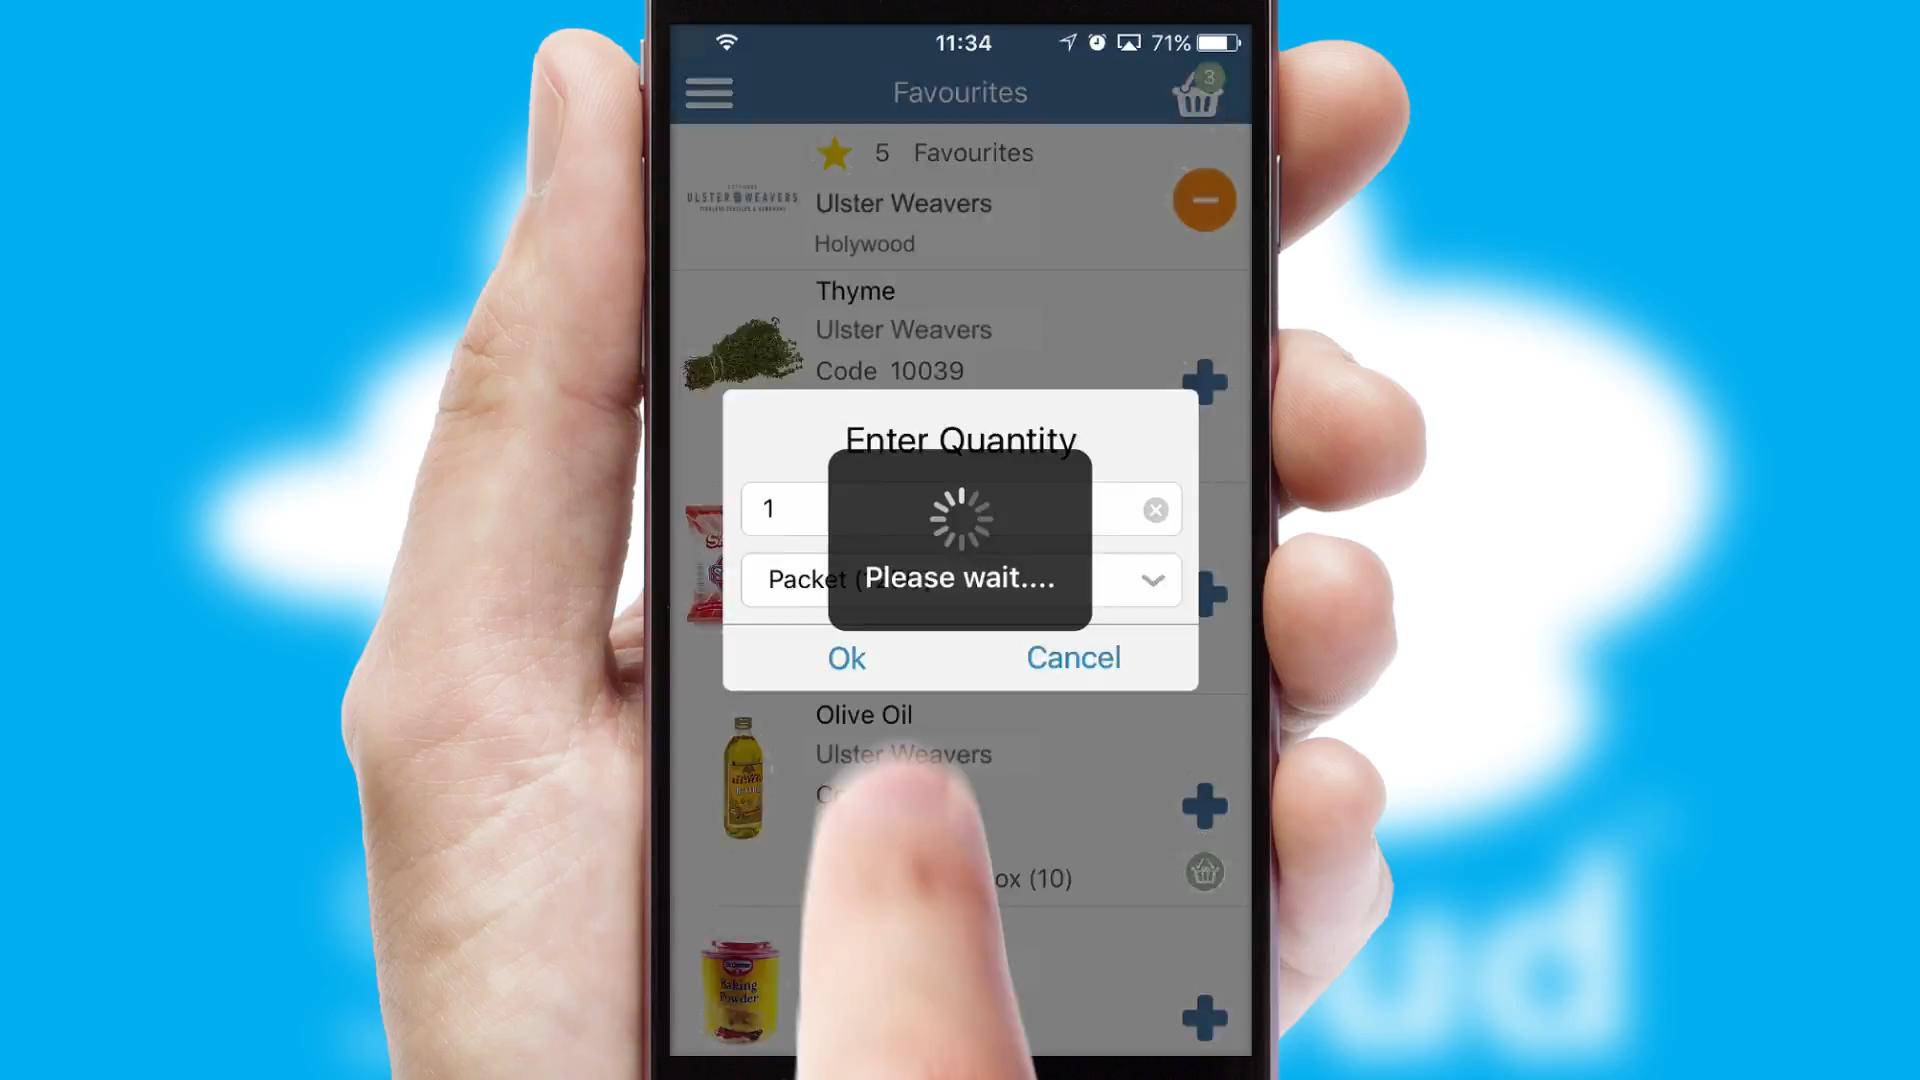 11:34
71%
Favourites
3
5 Favourites
ULSTER WEAVERS
Ulster Weavers
Holywood
Thyme
Ulster Weavers
Code 10039
Enter Quantity
1
Packet
Please wait....
Ok
Cancel
Olive Oil
Ulster Weavers
ox (10)
Baking
Powder
ud